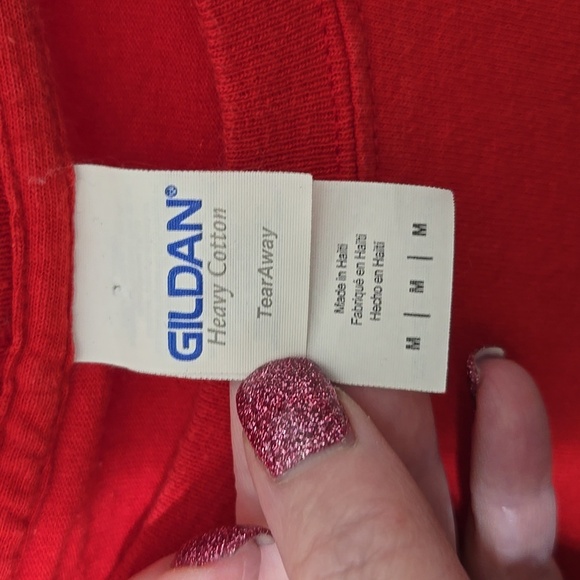 GILDAN®
Heavy Cotton
TearAway
Made in Haiti
Fabriqué en Haïti
Hecho en Haití
M | M | M